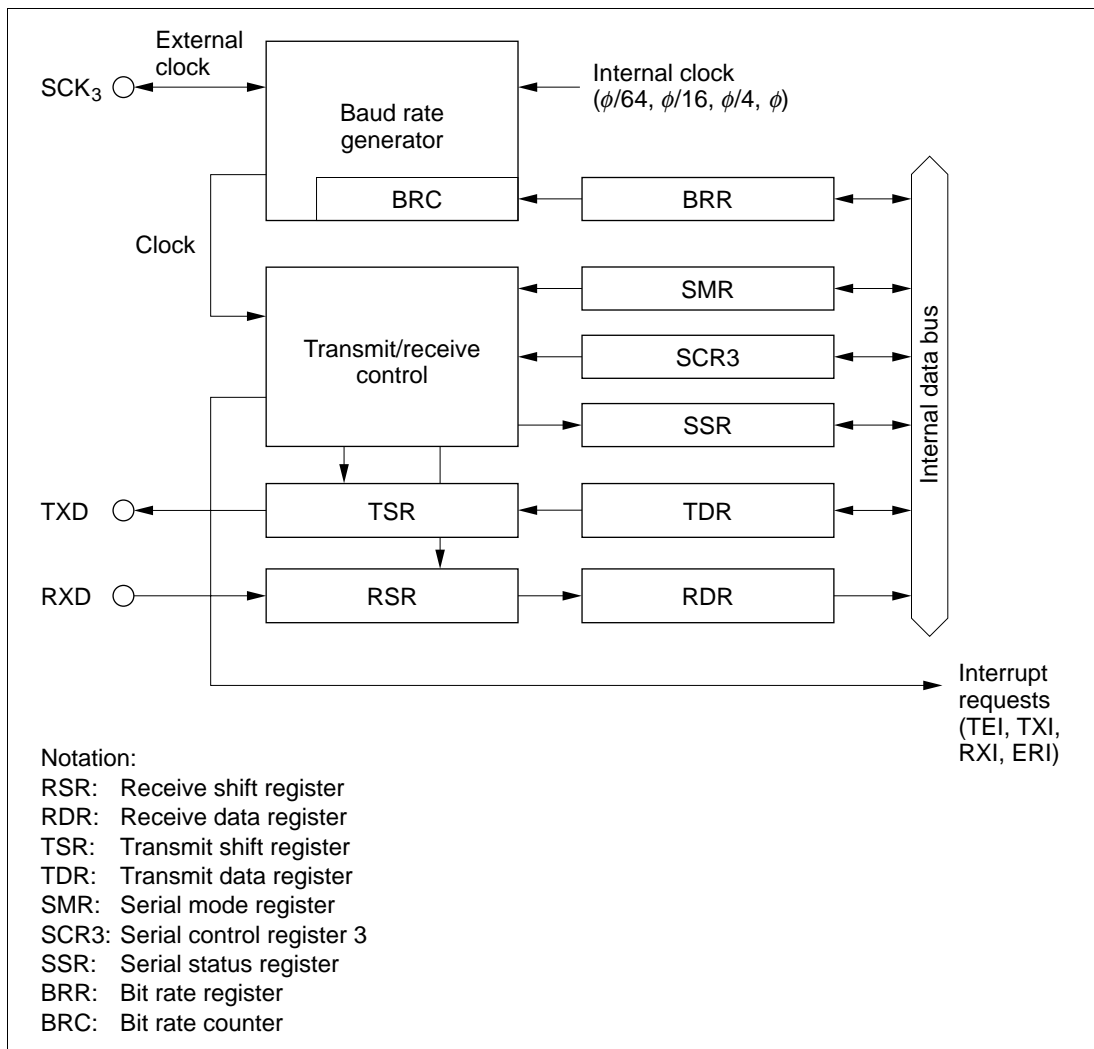 External
clock
SCK3
Internal clock
(ϕ/64, ϕ/16, ϕ/4, ϕ)
Baud rate
generator
BRC
BRR
Clock
SMR
Transmit/receive
control
SCR3
SSR
Internal data bus
TXD
TSR
TDR
RXD
RSR
RDR
Interrupt
requests
(TEI, TXI,
RXI, ERI)
Notation:
RSR: Receive shift register
RDR: Receive data register
TSR: Transmit shift register
TDR: Transmit data register
SMR: Serial mode register
SCR3: Serial control register 3
SSR: Serial status register
BRR: Bit rate register
BRC: Bit rate counter